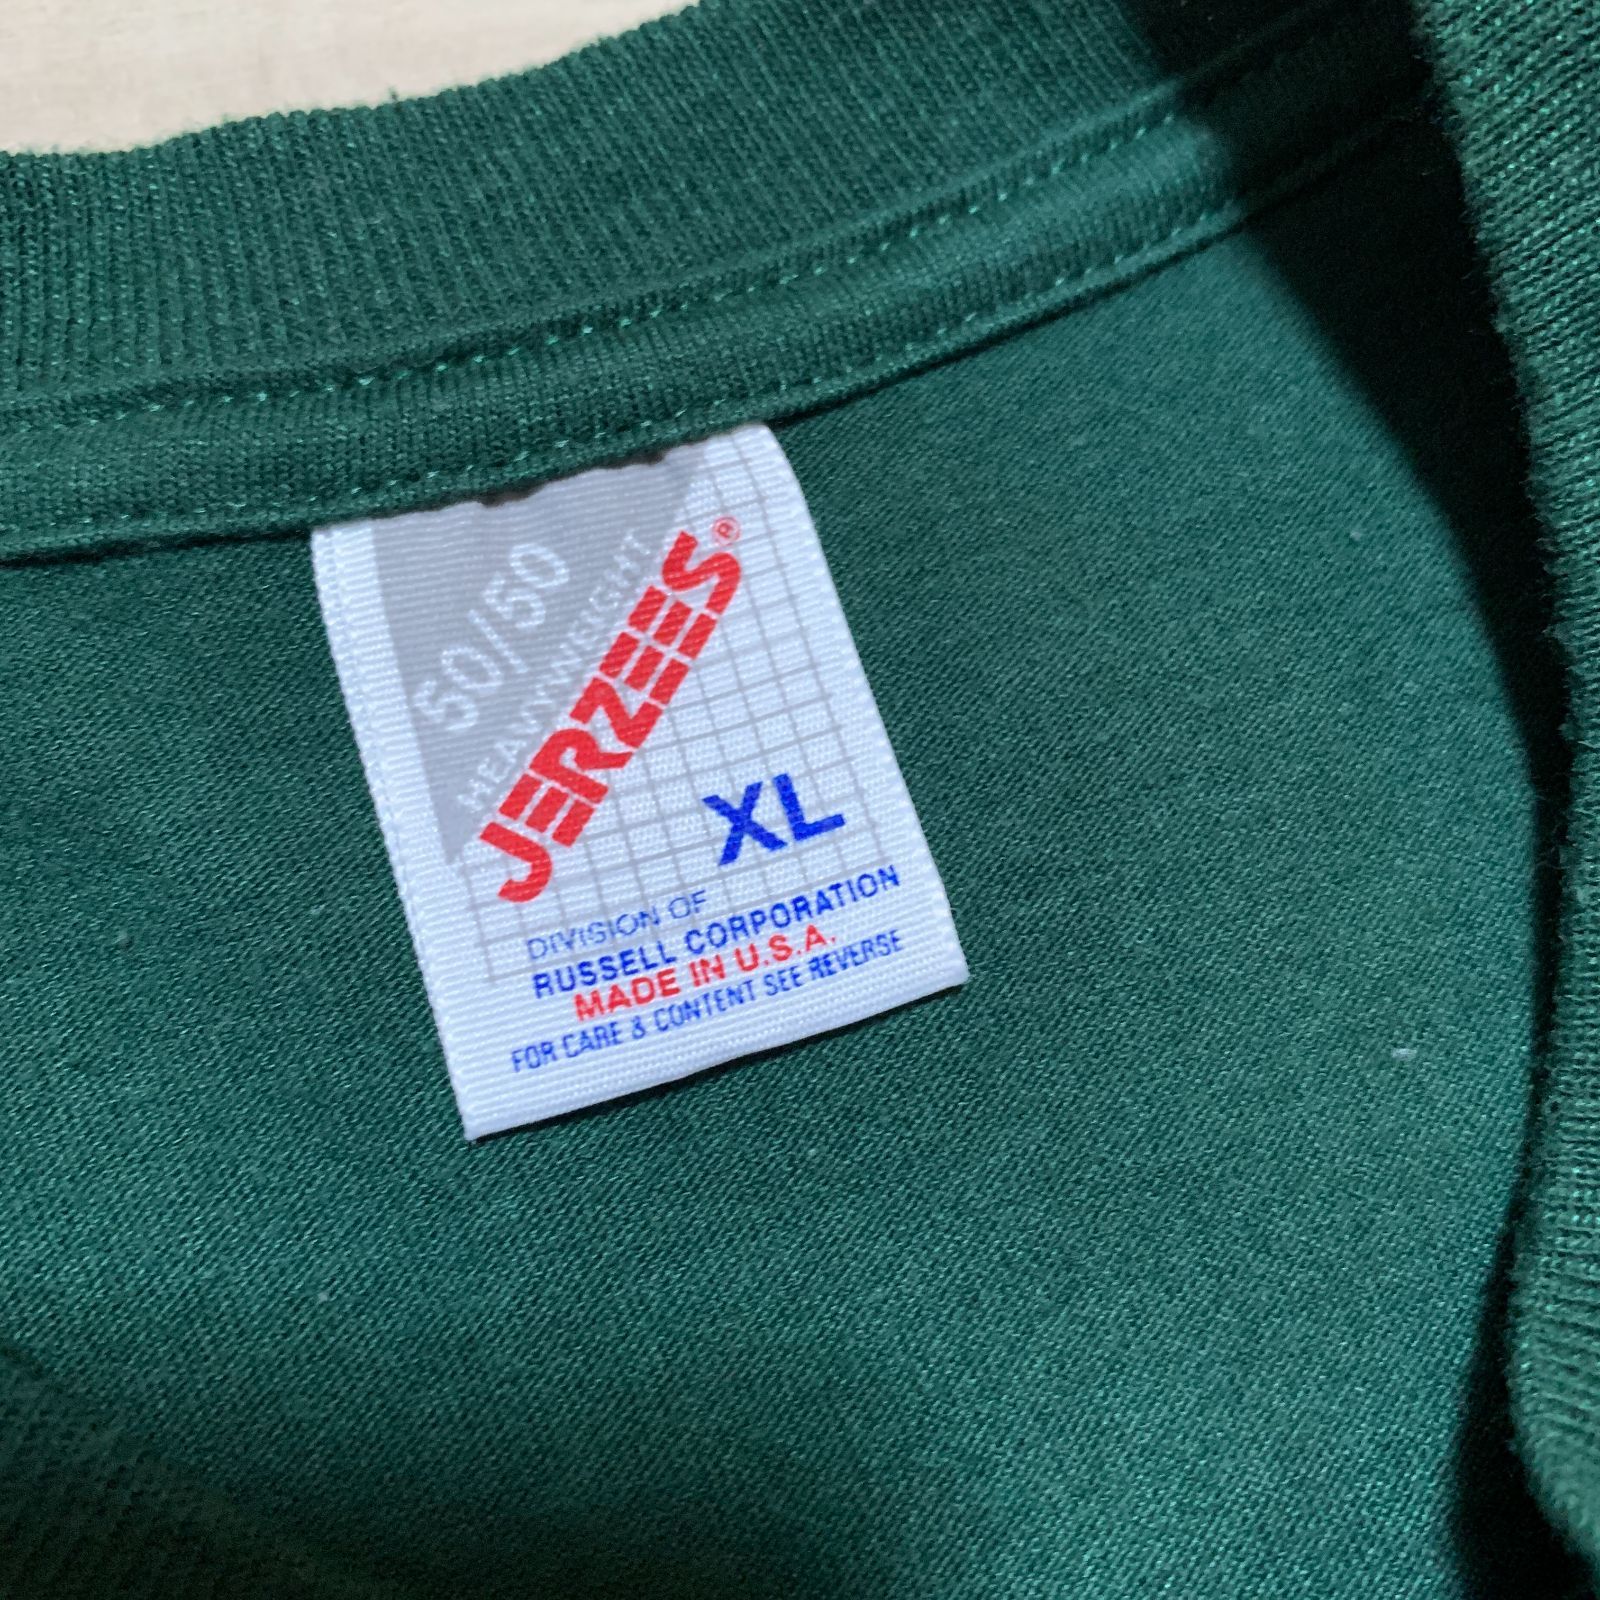 50/50
HEAVYWEIGHT
JERZEES®
XL
DIVISION OF
RUSSELL CORPORATION
MADE IN U.S.A.
FOR CARE & CONTENT SEE REVERSE